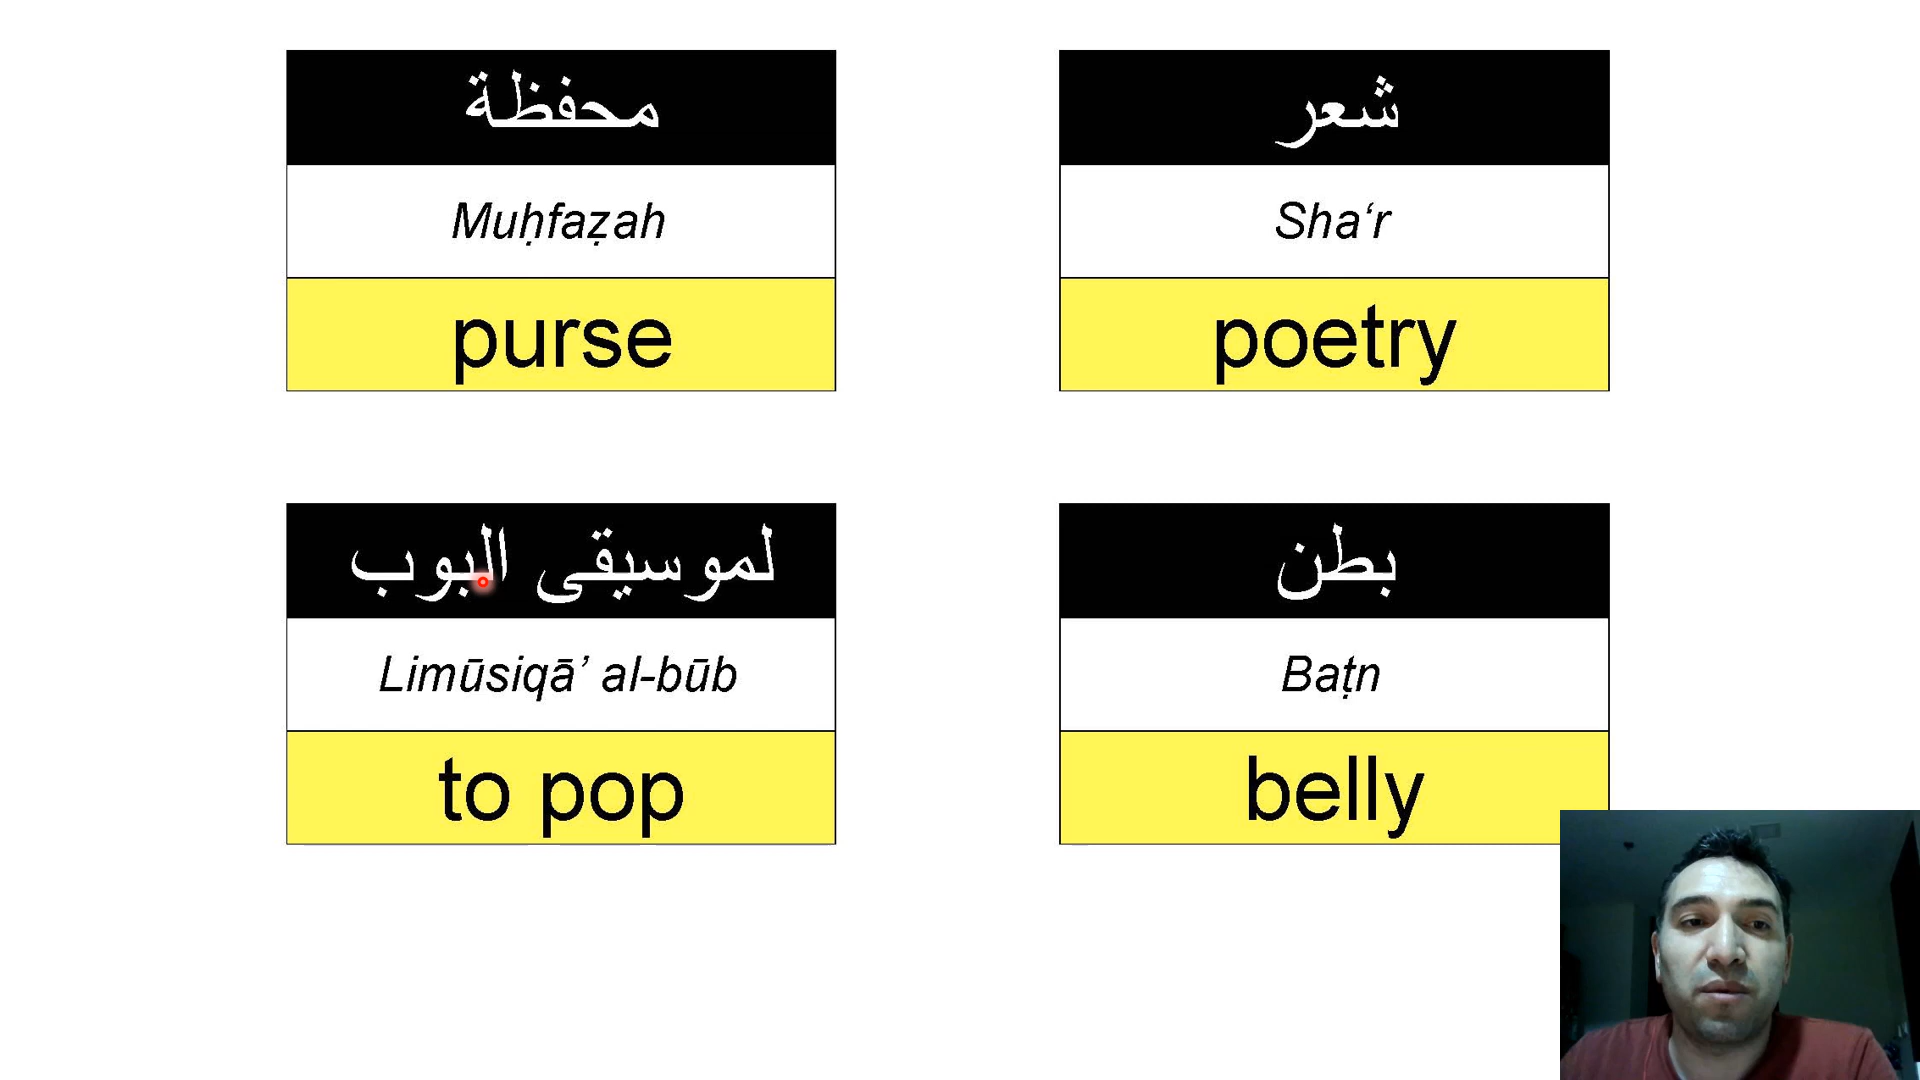 محفظة
Muḥfaẓah
purse
شعر
Sha‘r
poetry
لموسيقى البوب
Limūsiqā’ al-būb
to pop
بطن
Baṭn
belly